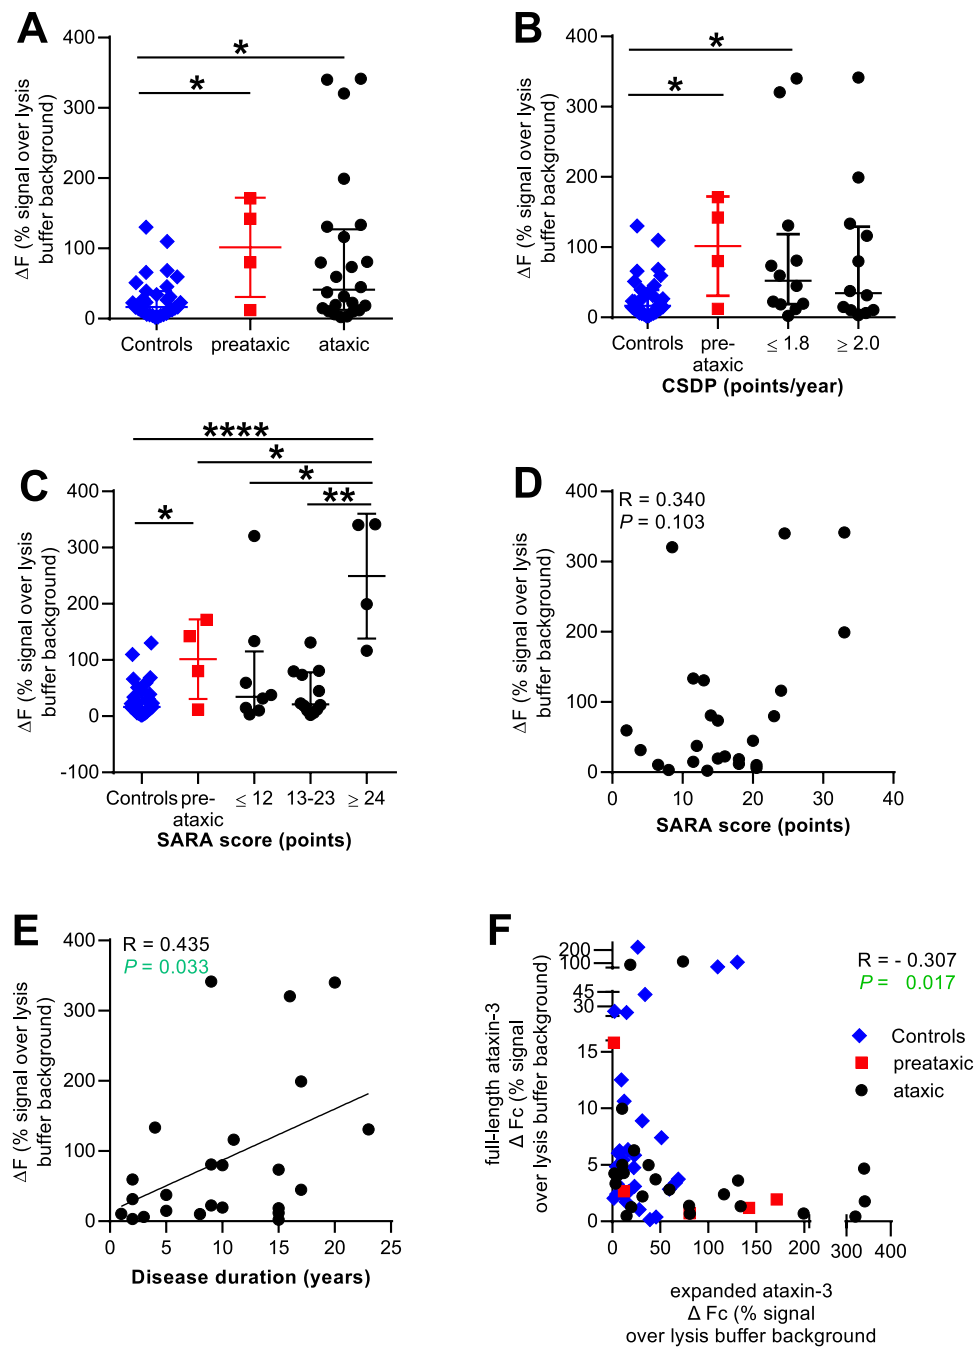 A
ΔF (% signal over lysis
buffer background)
400
300
200
100
0
*
*
Controls
preataxic
ataxic
B
ΔF (% signal over lysis
buffer background)
400
300
200
100
0
*
*
Controls
pre-
ataxic
≤ 1.8
≥ 2.0
CSDP (points/year)
C
ΔF (% signal over lysis
buffer background)
400
300
200
100
0
-100
****
*
*
**
*
Controls
pre-
ataxic
≤ 12
13-23
≥ 24
SARA score (points)
D
ΔF (% signal over lysis
buffer background)
400
300
200
100
0
R = 0.340
P = 0.103
0
10
20
30
40
SARA score (points)
E
ΔF (% signal over lysis
buffer background)
400
300
200
100
0
R = 0.435
P = 0.033
0
5
10
15
20
25
Disease duration (years)
F
full-length ataxin-3
Δ Fc (% signal
over lysis buffer background)
200
100
45
30
15
10
5
0
R = - 0.307
P = 0.017
Controls
preataxic
ataxic
0
50
100
150
200
300
400
expanded ataxin-3
Δ Fc (% signal
over lysis buffer background